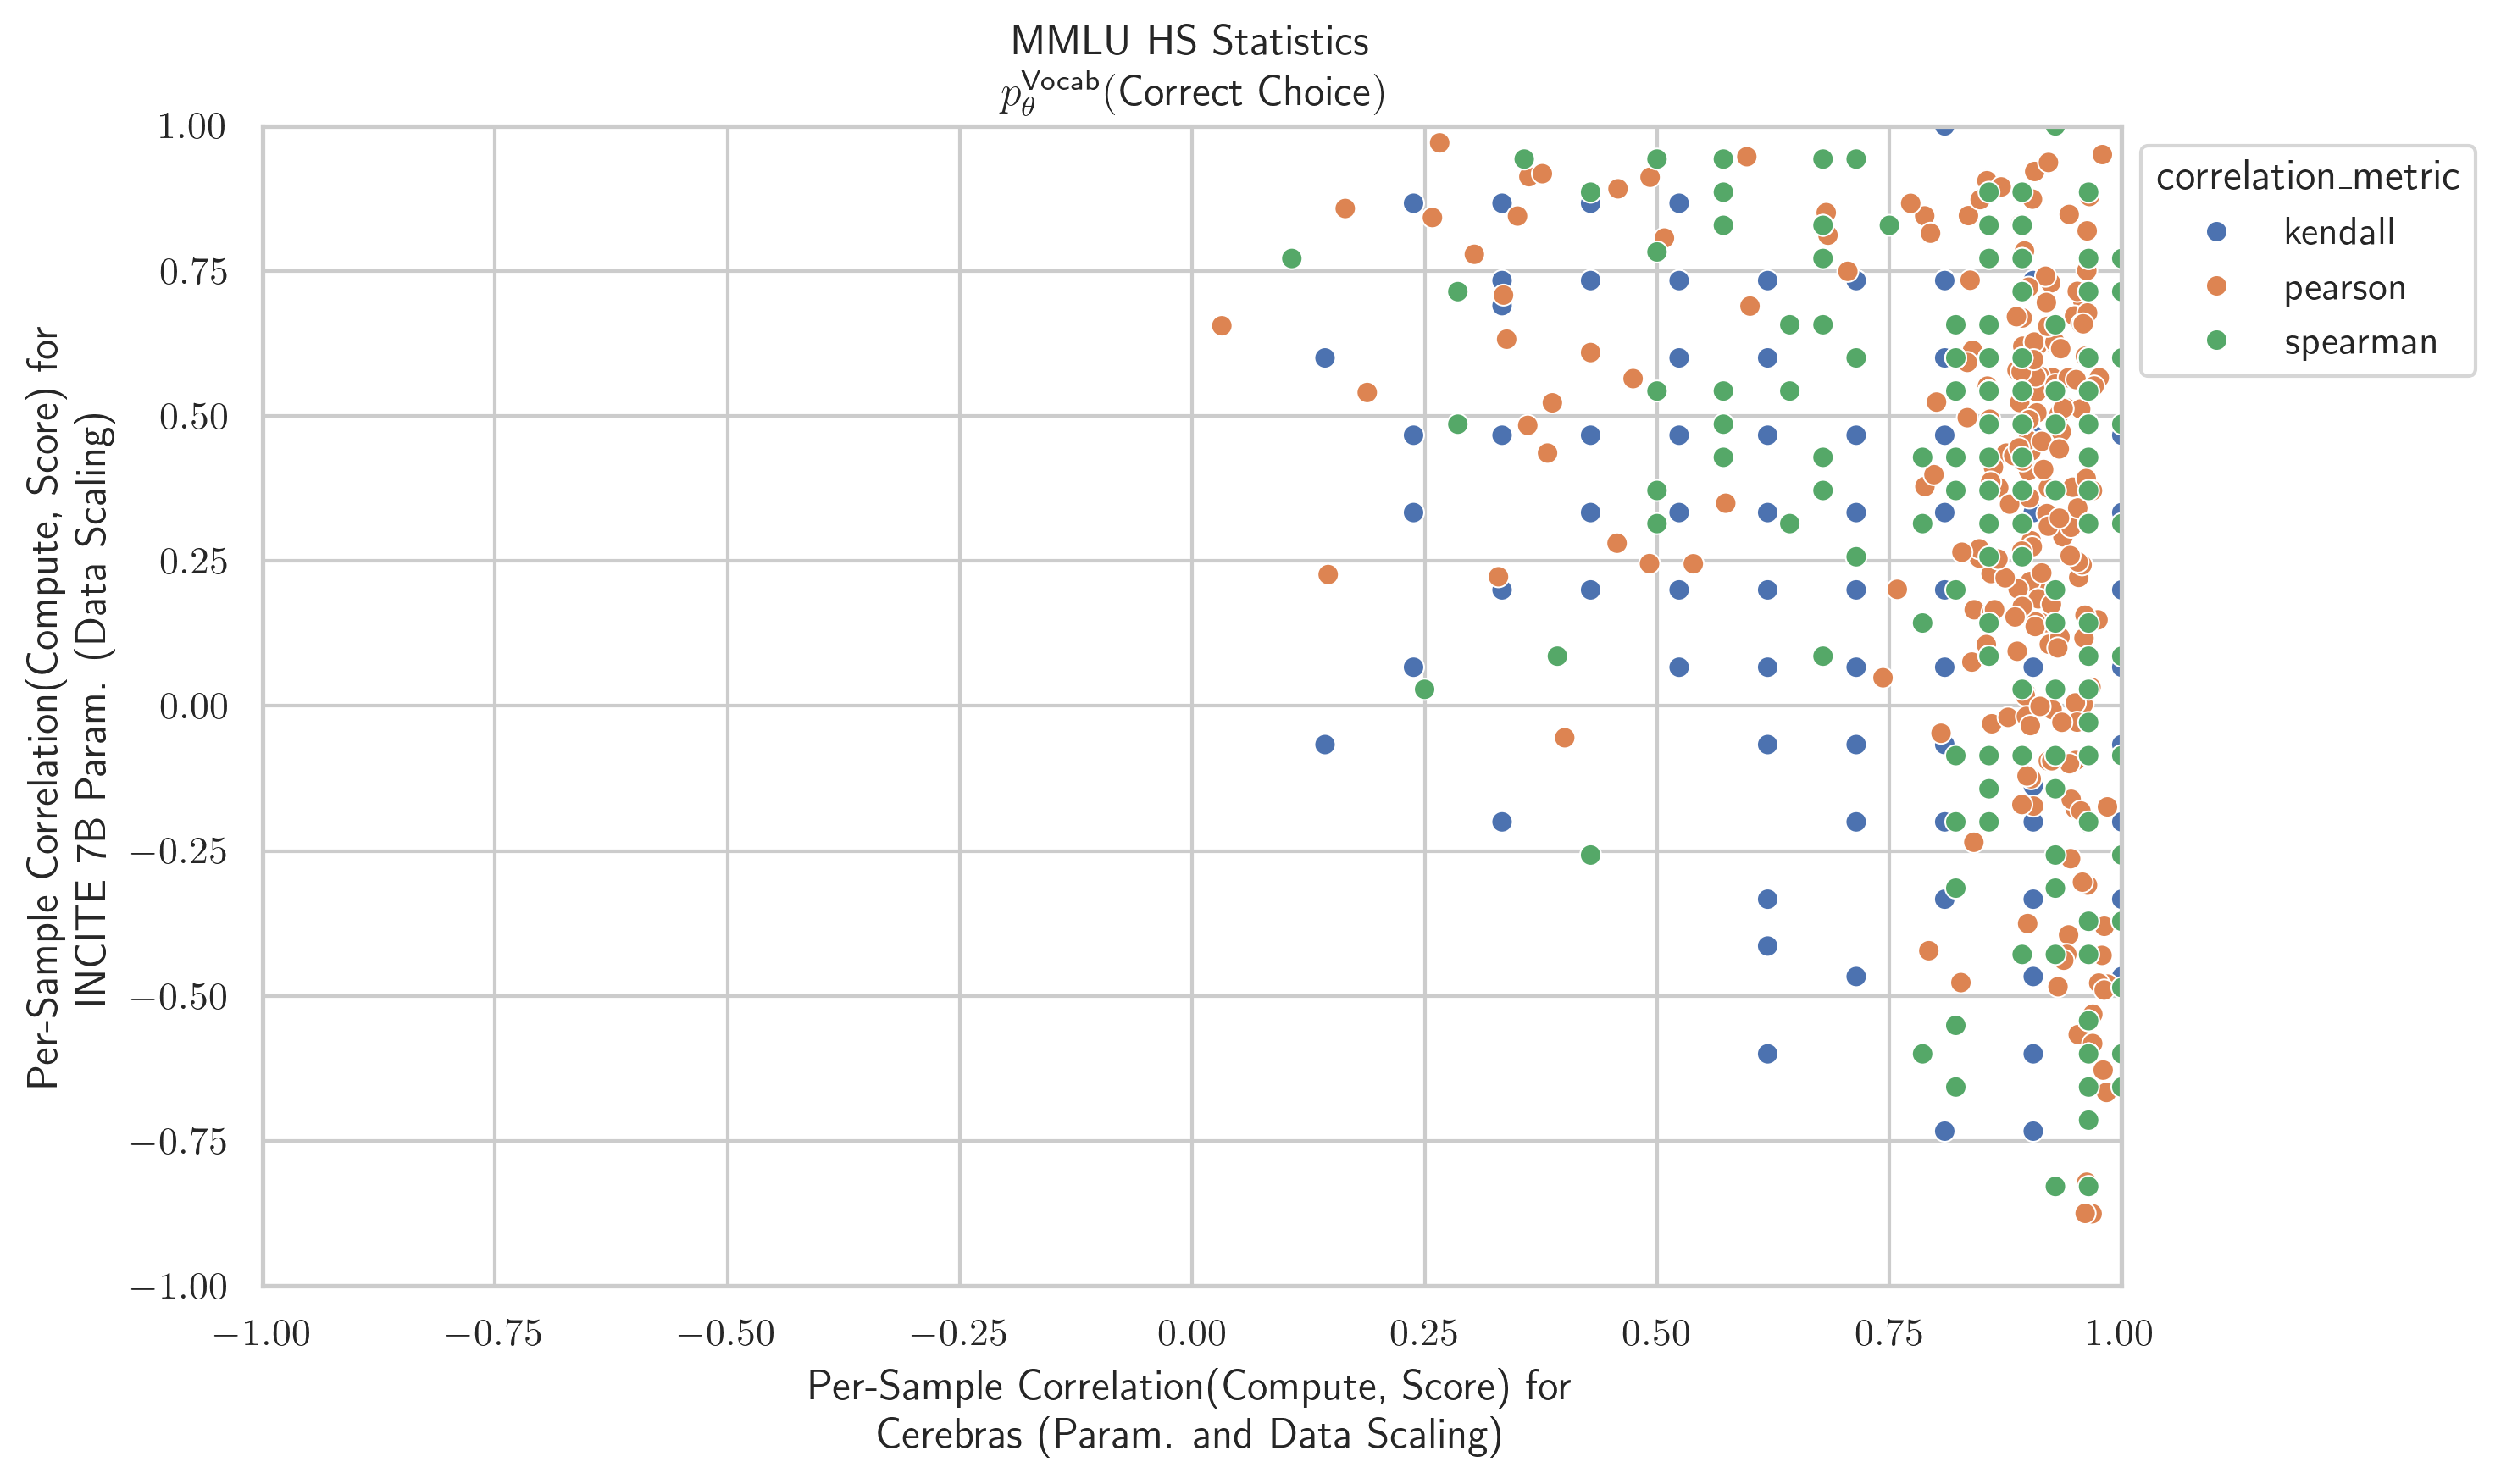 MMLU HS Statistics
p_θ^Vocab(Correct Choice)
1.00
0.75
0.50
0.25
0.00
−0.25
−0.50
−0.75
−1.00
Per-Sample Correlation(Compute, Score) for
INCITE 7B Param. (Data Scaling)
correlation_metric
kendall
pearson
spearman
−1.00 −0.75 −0.50 −0.25 0.00 0.25 0.50 0.75 1.00
Per-Sample Correlation(Compute, Score) for
Cerebras (Param. and Data Scaling)